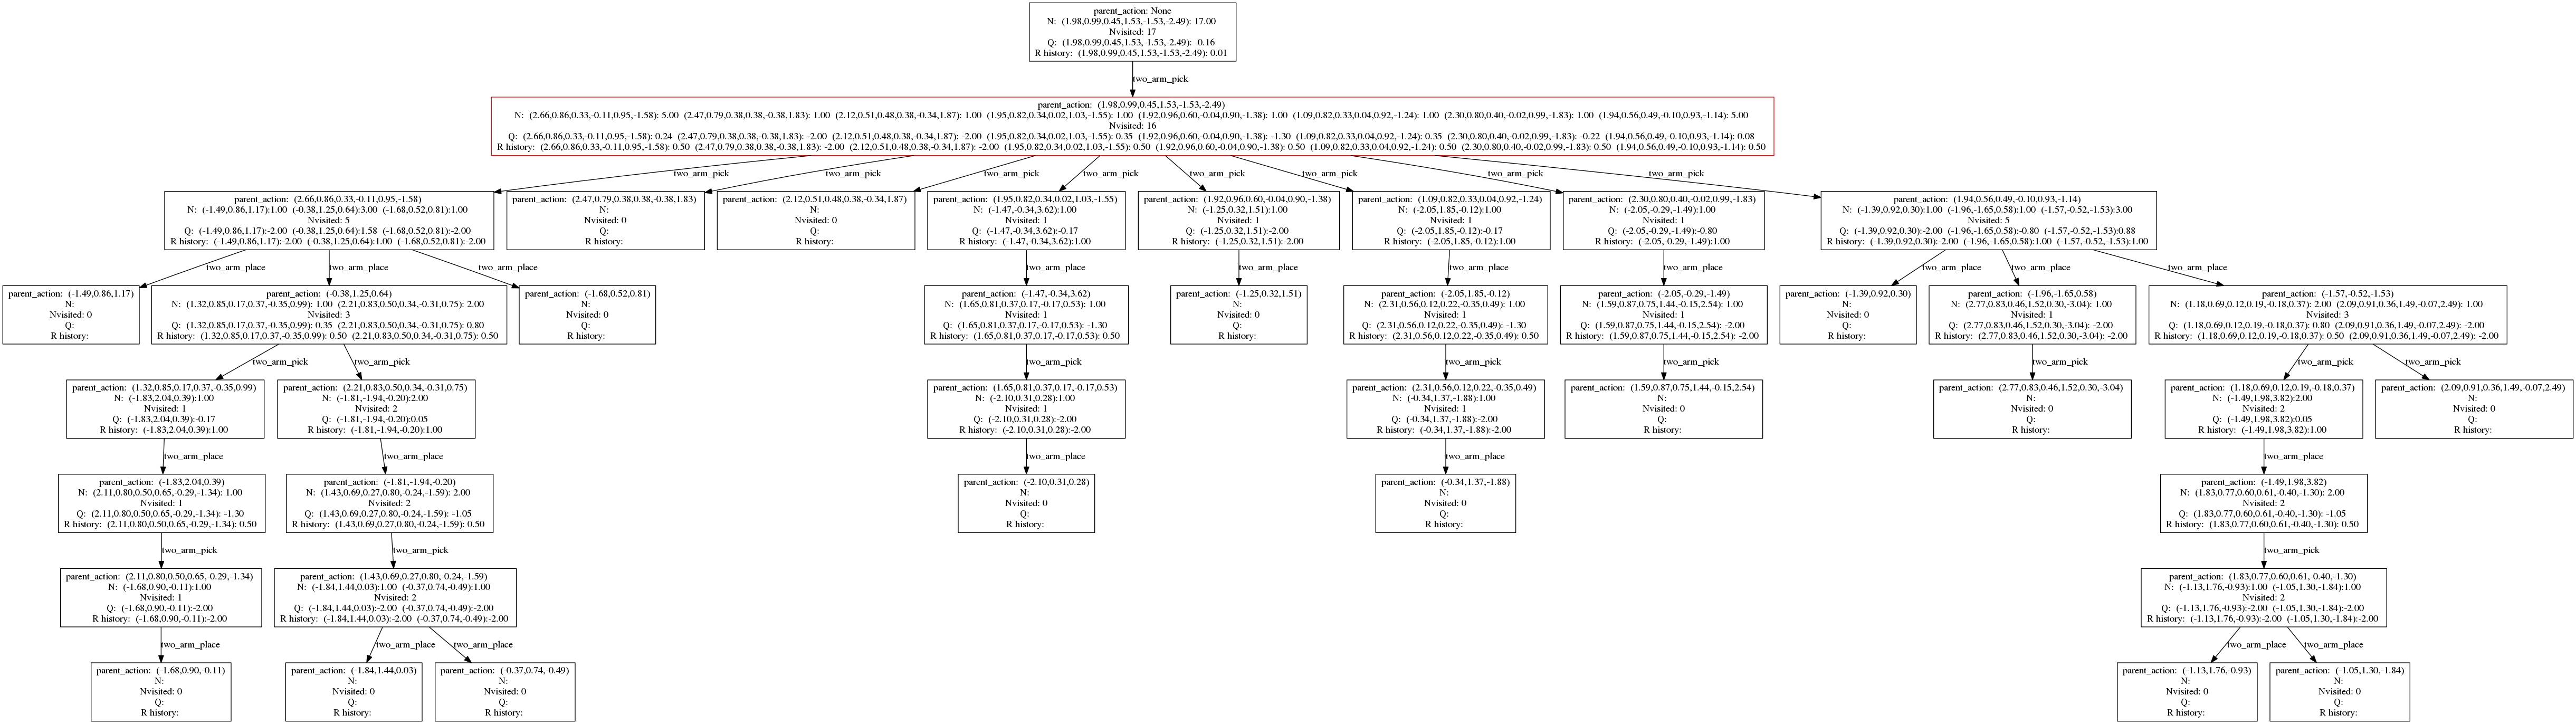 parent_action: None
N: (1.98,0.99,0.45,1.53,-1.53,-2.49): 17.00
Nvisited: 17
Q: (1.98,0.99,0.45,1.53,-1.53,-2.49): -0.16
R history: (1.98,0.99,0.45,1.53,-1.53,-2.49): 0.01
two_arm_pick
parent_action: (1.98,0.99,0.45,1.53,-1.53,-2.49)
N: (2.66,0.86,0.33,-0.11,0.95,-1.58): 5.00 (2.47,0.79,0.38,0.38,-0.38,1.83): 1.00 (2.12,0.51,0.48,0.38,-0.34,1.87): 1.00 (1.95,0.82,0.34,0.02,1.03,-1.55): 1.00 (1.92,0.96,0.60,-0.04,0.90,-1.38): 1.00 (1.09,0.82,0.33,0.04,0.92,-1.24): 1.00 (2.30,0.80,0.40,-0.02,0.99,-1.83): 1.00 (1.94,0.56,0.49,-0.10,0.93,-1.14): 5.00
Nvisited: 16
Q: (2.66,0.86,0.33,-0.11,0.95,-1.58): 0.24 (2.47,0.79,0.38,0.38,-0.38,1.83): -2.00 (2.12,0.51,0.48,0.38,-0.34,1.87): -2.00 (1.95,0.82,0.34,0.02,1.03,-1.55): 0.35 (1.92,0.96,0.60,-0.04,0.90,-1.38): -1.30 (1.09,0.82,0.33,0.04,0.92,-1.24): 0.35 (2.30,0.80,0.40,-0.02,0.99,-1.83): -0.22 (1.94,0.56,0.49,-0.10,0.93,-1.14): 0.08
R history: (2.66,0.86,0.33,-0.11,0.95,-1.58): 0.50 (2.47,0.79,0.38,0.38,-0.38,1.83): -2.00 (2.12,0.51,0.48,0.38,-0.34,1.87): -2.00 (1.95,0.82,0.34,0.02,1.03,-1.55): 0.50 (1.92,0.96,0.60,-0.04,0.90,-1.38): 0.50 (1.09,0.82,0.33,0.04,0.92,-1.24): 0.50 (2.30,0.80,0.40,-0.02,0.99,-1.83): 0.50 (1.94,0.56,0.49,-0.10,0.93,-1.14): 0.50
two_arm_pick
two_arm_pick
two_arm_pick
two_arm_pick
two_arm_pick
two_arm_pick
two_arm_pick
two_arm_pick
parent_action: (2.66,0.86,0.33,-0.11,0.95,-1.58)
N: (-1.49,0.86,1.17):1.00 (-0.38,1.25,0.64):3.00 (-1.68,0.52,0.81):1.00
Nvisited: 5
Q: (-1.49,0.86,1.17):-2.00 (-0.38,1.25,0.64):1.58 (-1.68,0.52,0.81):-2.00
R history: (-1.49,0.86,1.17):-2.00 (-0.38,1.25,0.64):1.00 (-1.68,0.52,0.81):-2.00
parent_action: (2.47,0.79,0.38,0.38,-0.38,1.83)
N:
Nvisited: 0
Q:
R history:
parent_action: (2.12,0.51,0.48,0.38,-0.34,1.87)
N:
Nvisited: 0
Q:
R history:
parent_action: (1.95,0.82,0.34,0.02,1.03,-1.55)
N: (-1.47,-0.34,3.62):1.00
Nvisited: 1
Q: (-1.47,-0.34,3.62):-0.17
R history: (-1.47,-0.34,3.62):1.00
parent_action: (1.92,0.96,0.60,-0.04,0.90,-1.38)
N: (-1.25,0.32,1.51):1.00
Nvisited: 1
Q: (-1.25,0.32,1.51):-2.00
R history: (-1.25,0.32,1.51):-2.00
parent_action: (1.09,0.82,0.33,0.04,0.92,-1.24)
N: (-2.05,1.85,-0.12):1.00
Nvisited: 1
Q: (-2.05,1.85,-0.12):-0.17
R history: (-2.05,1.85,-0.12):1.00
parent_action: (2.30,0.80,0.40,-0.02,0.99,-1.83)
N: (-2.05,-0.29,-1.49):1.00
Nvisited: 1
Q: (-2.05,-0.29,-1.49):-0.80
R history: (-2.05,-0.29,-1.49):1.00
parent_action: (1.94,0.56,0.49,-0.10,0.93,-1.14)
N: (-1.39,0.92,0.30):1.00 (-1.96,-1.65,0.58):1.00 (-1.57,-0.52,-1.53):3.00
Nvisited: 5
Q: (-1.39,0.92,0.30):-2.00 (-1.96,-1.65,0.58):-0.80 (-1.57,-0.52,-1.53):0.88
R history: (-1.39,0.92,0.30):-2.00 (-1.96,-1.65,0.58):1.00 (-1.57,-0.52,-1.53):1.00
two_arm_place
two_arm_place
two_arm_place
two_arm_place
two_arm_place
two_arm_place
two_arm_place
two_arm_place
two_arm_place
two_arm_place
parent_action: (-1.49,0.86,1.17)
N:
Nvisited: 0
Q:
R history:
parent_action: (-0.38,1.25,0.64)
N: (1.32,0.85,0.17,0.37,-0.35,0.99): 1.00 (2.21,0.83,0.50,0.34,-0.31,0.75): 2.00
Nvisited: 3
Q: (1.32,0.85,0.17,0.37,-0.35,0.99): 0.35 (2.21,0.83,0.50,0.34,-0.31,0.75): 0.80
R history: (1.32,0.85,0.17,0.37,-0.35,0.99): 0.50 (2.21,0.83,0.50,0.34,-0.31,0.75): 0.50
parent_action: (-1.68,0.52,0.81)
N:
Nvisited: 0
Q:
R history:
parent_action: (-1.47,-0.34,3.62)
N: (1.65,0.81,0.37,0.17,-0.17,0.53): 1.00
Nvisited: 1
Q: (1.65,0.81,0.37,0.17,-0.17,0.53): -1.30
R history: (1.65,0.81,0.37,0.17,-0.17,0.53): 0.50
parent_action: (-1.25,0.32,1.51)
N:
Nvisited: 0
Q:
R history:
parent_action: (-2.05,1.85,-0.12)
N: (2.31,0.56,0.12,0.22,-0.35,0.49): 1.00
Nvisited: 1
Q: (2.31,0.56,0.12,0.22,-0.35,0.49): -1.30
R history: (2.31,0.56,0.12,0.22,-0.35,0.49): 0.50
parent_action: (-2.05,-0.29,-1.49)
N: (1.59,0.87,0.75,1.44,-0.15,2.54): 1.00
Nvisited: 1
Q: (1.59,0.87,0.75,1.44,-0.15,2.54): -2.00
R history: (1.59,0.87,0.75,1.44,-0.15,2.54): -2.00
parent_action: (-1.39,0.92,0.30)
N:
Nvisited: 0
Q:
R history:
parent_action: (-1.96,-1.65,0.58)
N: (2.77,0.83,0.46,1.52,0.30,-3.04): 1.00
Nvisited: 1
Q: (2.77,0.83,0.46,1.52,0.30,-3.04): -2.00
R history: (2.77,0.83,0.46,1.52,0.30,-3.04): -2.00
parent_action: (-1.57,-0.52,-1.53)
N: (1.18,0.69,0.12,0.19,-0.18,0.37): 2.00 (2.09,0.91,0.36,1.49,-0.07,2.49): 1.00
Nvisited: 3
Q: (1.18,0.69,0.12,0.19,-0.18,0.37): 0.80 (2.09,0.91,0.36,1.49,-0.07,2.49): -2.00
R history: (1.18,0.69,0.12,0.19,-0.18,0.37): 0.50 (2.09,0.91,0.36,1.49,-0.07,2.49): -2.00
two_arm_pick
two_arm_pick
two_arm_pick
two_arm_pick
two_arm_pick
two_arm_pick
two_arm_pick
two_arm_pick
parent_action: (1.32,0.85,0.17,0.37,-0.35,0.99)
N: (-1.83,2.04,0.39):1.00
Nvisited: 1
Q: (-1.83,2.04,0.39):-0.17
R history: (-1.83,2.04,0.39):1.00
parent_action: (2.21,0.83,0.50,0.34,-0.31,0.75)
N: (-1.81,-1.94,-0.20):2.00
Nvisited: 2
Q: (-1.81,-1.94,-0.20):0.05
R history: (-1.81,-1.94,-0.20):1.00
parent_action: (1.65,0.81,0.37,0.17,-0.17,0.53)
N: (-2.10,0.31,0.28):1.00
Nvisited: 1
Q: (-2.10,0.31,0.28):-2.00
R history: (-2.10,0.31,0.28):-2.00
parent_action: (2.31,0.56,0.12,0.22,-0.35,0.49)
N: (-0.34,1.37,-1.88):1.00
Nvisited: 1
Q: (-0.34,1.37,-1.88):-2.00
R history: (-0.34,1.37,-1.88):-2.00
parent_action: (1.59,0.87,0.75,1.44,-0.15,2.54)
N:
Nvisited: 0
Q:
R history:
parent_action: (2.77,0.83,0.46,1.52,0.30,-3.04)
N:
Nvisited: 0
Q:
R history:
parent_action: (1.18,0.69,0.12,0.19,-0.18,0.37)
N: (-1.49,1.98,3.82):2.00
Nvisited: 2
Q: (-1.49,1.98,3.82):0.05
R history: (-1.49,1.98,3.82):1.00
parent_action: (2.09,0.91,0.36,1.49,-0.07,2.49)
N:
Nvisited: 0
Q:
R history:
two_arm_place
two_arm_place
two_arm_place
two_arm_place
two_arm_place
parent_action: (-1.83,2.04,0.39)
N: (2.11,0.80,0.50,0.65,-0.29,-1.34): 1.00
Nvisited: 1
Q: (2.11,0.80,0.50,0.65,-0.29,-1.34): -1.30
R history: (2.11,0.80,0.50,0.65,-0.29,-1.34): 0.50
parent_action: (-1.81,-1.94,-0.20)
N: (1.43,0.69,0.27,0.80,-0.24,-1.59): 2.00
Nvisited: 2
Q: (1.43,0.69,0.27,0.80,-0.24,-1.59): -1.05
R history: (1.43,0.69,0.27,0.80,-0.24,-1.59): 0.50
parent_action: (-2.10,0.31,0.28)
N:
Nvisited: 0
Q:
R history:
parent_action: (-0.34,1.37,-1.88)
N:
Nvisited: 0
Q:
R history:
parent_action: (-1.49,1.98,3.82)
N: (1.83,0.77,0.60,0.61,-0.40,-1.30): 2.00
Nvisited: 2
Q: (1.83,0.77,0.60,0.61,-0.40,-1.30): -1.05
R history: (1.83,0.77,0.60,0.61,-0.40,-1.30): 0.50
two_arm_pick
two_arm_pick
two_arm_pick
parent_action: (2.11,0.80,0.50,0.65,-0.29,-1.34)
N: (-1.68,0.90,-0.11):1.00
Nvisited: 1
Q: (-1.68,0.90,-0.11):-2.00
R history: (-1.68,0.90,-0.11):-2.00
parent_action: (1.43,0.69,0.27,0.80,-0.24,-1.59)
N: (-1.84,1.44,0.03):1.00 (-0.37,0.74,-0.49):1.00
Nvisited: 2
Q: (-1.84,1.44,0.03):-2.00 (-0.37,0.74,-0.49):-2.00
R history: (-1.84,1.44,0.03):-2.00 (-0.37,0.74,-0.49):-2.00
parent_action: (1.83,0.77,0.60,0.61,-0.40,-1.30)
N: (-1.13,1.76,-0.93):1.00 (-1.05,1.30,-1.84):1.00
Nvisited: 2
Q: (-1.13,1.76,-0.93):-2.00 (-1.05,1.30,-1.84):-2.00
R history: (-1.13,1.76,-0.93):-2.00 (-1.05,1.30,-1.84):-2.00
two_arm_place
two_arm_place
two_arm_place
two_arm_place
two_arm_place
parent_action: (-1.68,0.90,-0.11)
N:
Nvisited: 0
Q:
R history:
parent_action: (-1.84,1.44,0.03)
N:
Nvisited: 0
Q:
R history:
parent_action: (-0.37,0.74,-0.49)
N:
Nvisited: 0
Q:
R history:
parent_action: (-1.13,1.76,-0.93)
N:
Nvisited: 0
Q:
R history:
parent_action: (-1.05,1.30,-1.84)
N:
Nvisited: 0
Q:
R history: